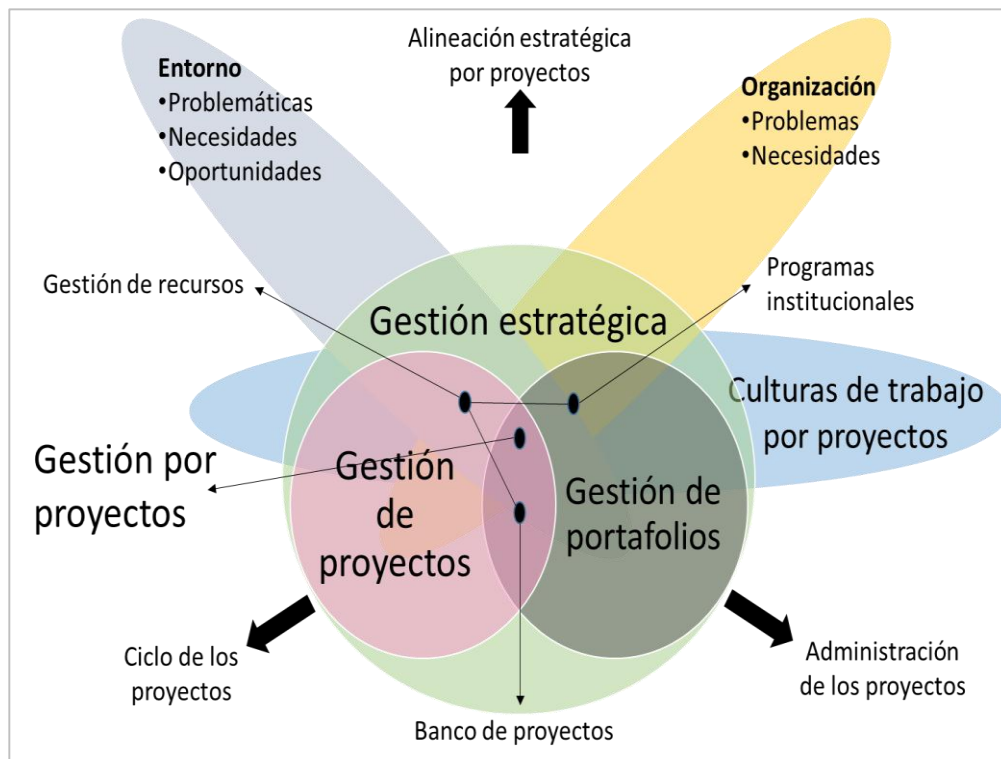 Alineación estratégica
por proyectos
Entorno
•Problemáticas
•Necesidades
•Oportunidades
Organización
•Problemas
•Necesidades
Gestión de recursos
Programas
institucionales
Gestión estratégica
Culturas de trabajo
por proyectos
Gestión por
proyectos
Gestión
de
proyectos
Gestión de
portafolios
Ciclo de los
proyectos
Administración
de los proyectos
Banco de proyectos